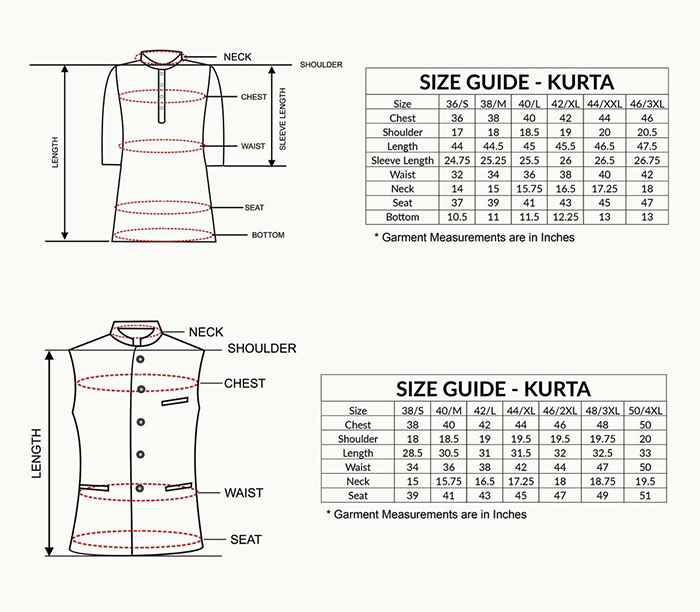 NECK
SHOULDER
CHEST
SLEEVE LENGTH
LENGTH
WAIST
SEAT
BOTTOM
SIZE GUIDE - KURTA
Size 36/S 38/M 40/L 42/XL 44/XXL 46/3XL
Chest 36 38 40 42 44 46
Shoulder 17 18 18.5 19 20 20.5
Length 44 44.5 45 45.5 46.5 47.5
Sleeve Length 24.75 25.25 25.5 26 26.5 26.75
Waist 32 34 36 38 40 42
Neck 14 15 15.75 16.5 17.25 18
Seat 37 39 41 43 45 47
Bottom 10.5 11 11.5 12.25 13 13
* Garment Measurements are in Inches
NECK
SHOULDER
CHEST
LENGTH
WAIST
SEAT
SIZE GUIDE - KURTA
Size 38/S 40/M 42/L 44/XL 46/2XL 48/3XL 50/4XL
Chest 38 40 42 44 46 48 50
Shoulder 18 18.5 19 19.5 19.5 19.75 20
Length 28.5 30.5 31 31.5 32 32.5 33
Waist 34 36 38 42 44 47 50
Neck 15 15.75 16.5 17.25 18 18.75 19.5
Seat 39 41 43 45 47 49 51
* Garment Measurements are in Inches